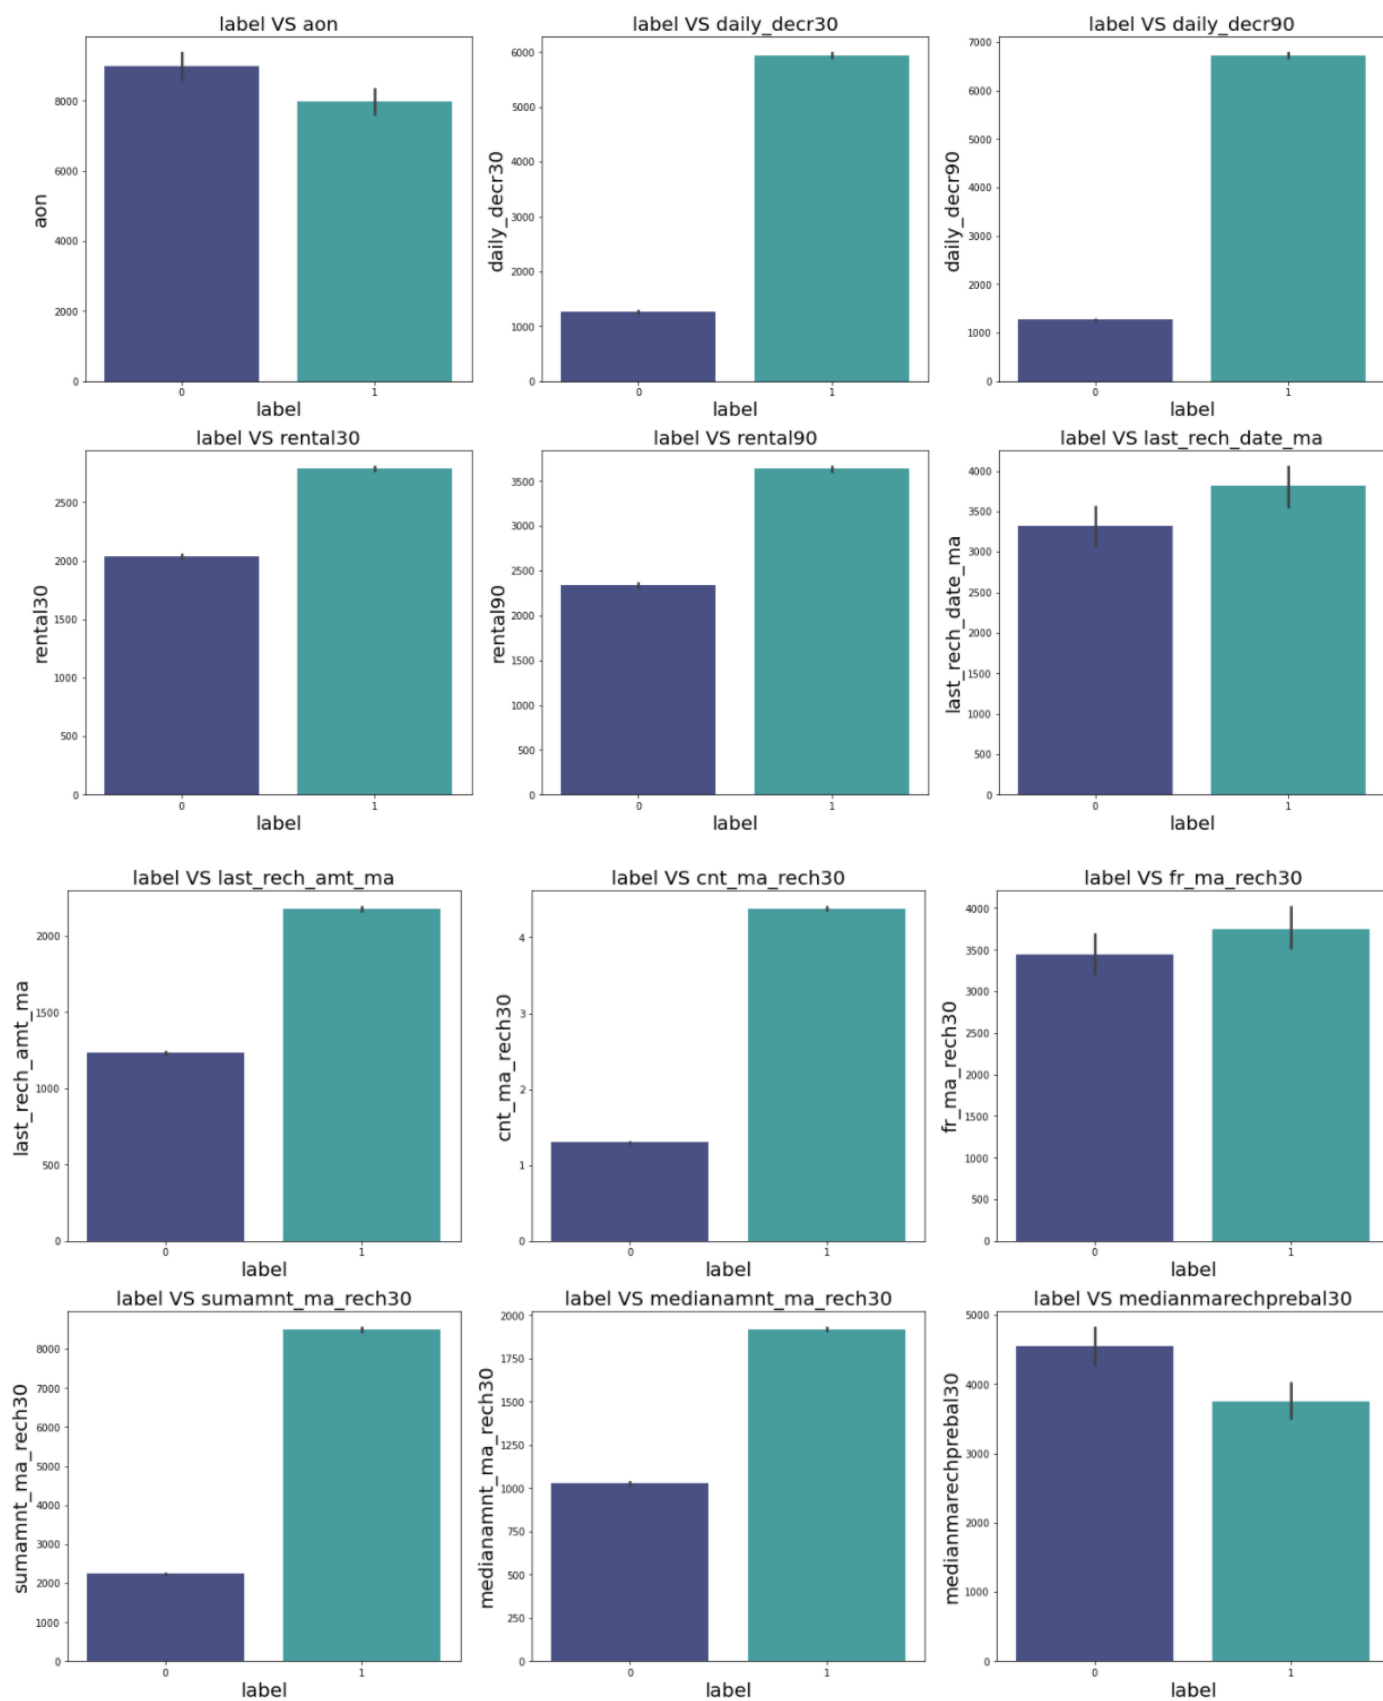 label VS aon
8000
6000
4000
2000
0
aon
0 1
label
label VS daily_decr30
6000
5000
4000
3000
2000
1000
0
daily_decr30
0 1
label
label VS daily_decr90
7000
6000
5000
4000
3000
2000
1000
0
daily_decr90
0 1
label
label VS rental30
2500
2000
1500
1000
500
0
rental30
0 1
label
label VS rental90
3500
3000
2500
2000
1500
1000
500
0
rental90
0 1
label
label VS last_rech_date_ma
4000
3500
3000
2500
2000
1500
1000
500
0
last_rech_date_ma
0 1
label
label VS last_rech_amt_ma
2000
1500
1000
500
0
last_rech_amt_ma
0 1
label
label VS cnt_ma_rech30
4
3
2
1
0
cnt_ma_rech30
0 1
label
label VS fr_ma_rech30
4000
3500
3000
2500
2000
1500
1000
500
0
fr_ma_rech30
0 1
label
label VS sumamnt_ma_rech30
8000
7000
6000
5000
4000
3000
2000
1000
0
sumamnt_ma_rech30
0 1
label
label VS medianamnt_ma_rech30
2000
1750
1500
1250
1000
750
500
250
0
medianamnt_ma_rech30
0 1
label
label VS medianmarechprebal30
5000
4000
3000
2000
1000
0
medianmarechprebal30
0 1
label